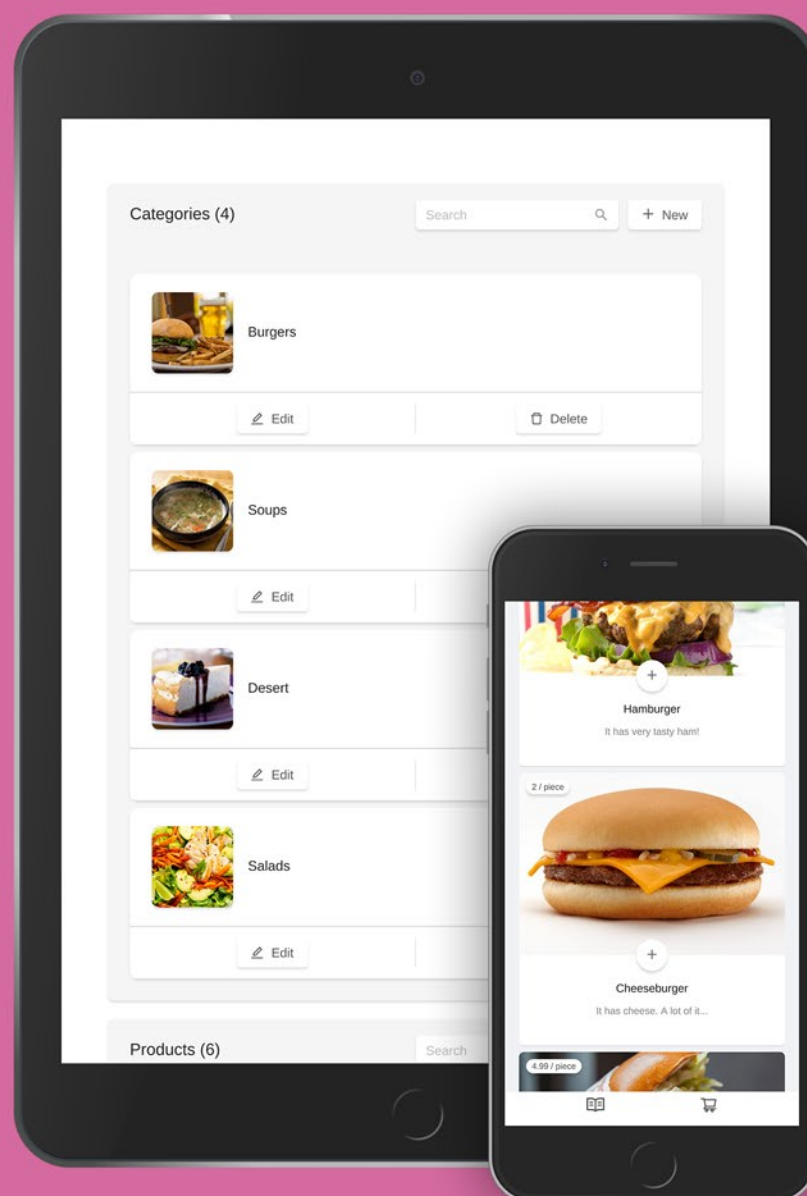 Categories (4)
Search
+ New
Burgers
Edit
Delete
Soups
Edit
Desert
Edit
Salads
Edit
Products (6)
Search
+
Hamburger
It has very tasty ham!
2 / piece
+
Cheeseburger
It has cheese. A lot of it...
4.99 / piece